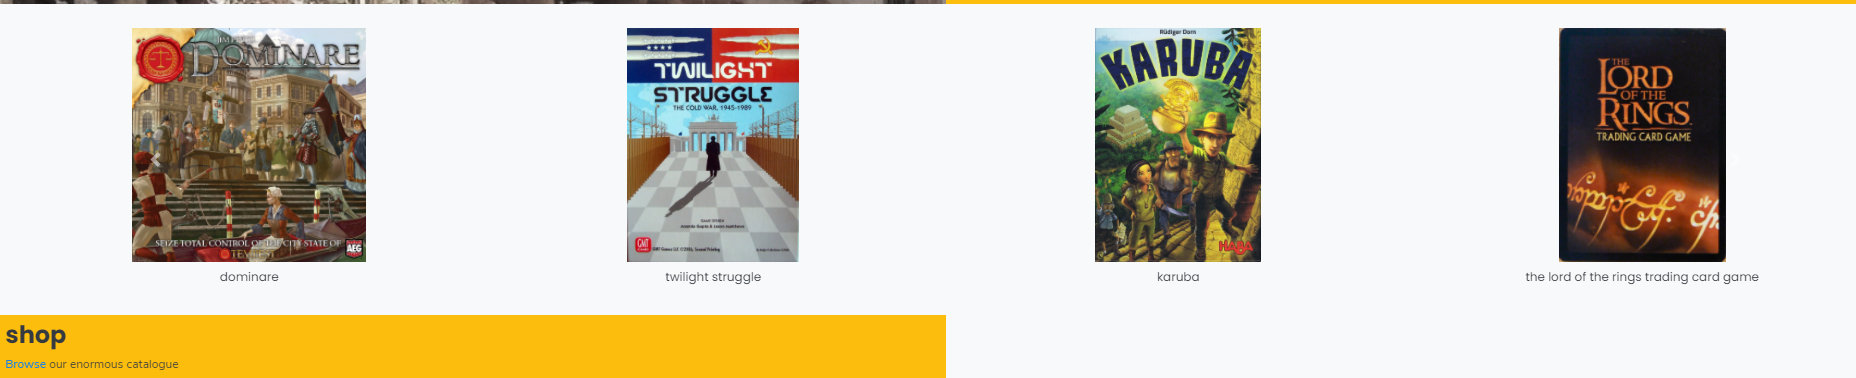 DOMINARE
SEIZE TOTAL CONTROL OF THE CITY STATE OF
TEMPEST
AEG
dominare
TWILIGHT
STRUGGLE
THE COLD WAR, 1945-1989
GMT
twilight struggle
Rüdiger Dorn
KARUBA
HABA
karuba
THE
LORD
OF THE
RINGS
TRADING CARD GAME
the lord of the rings trading card game
shop
Browse our enormous catalogue